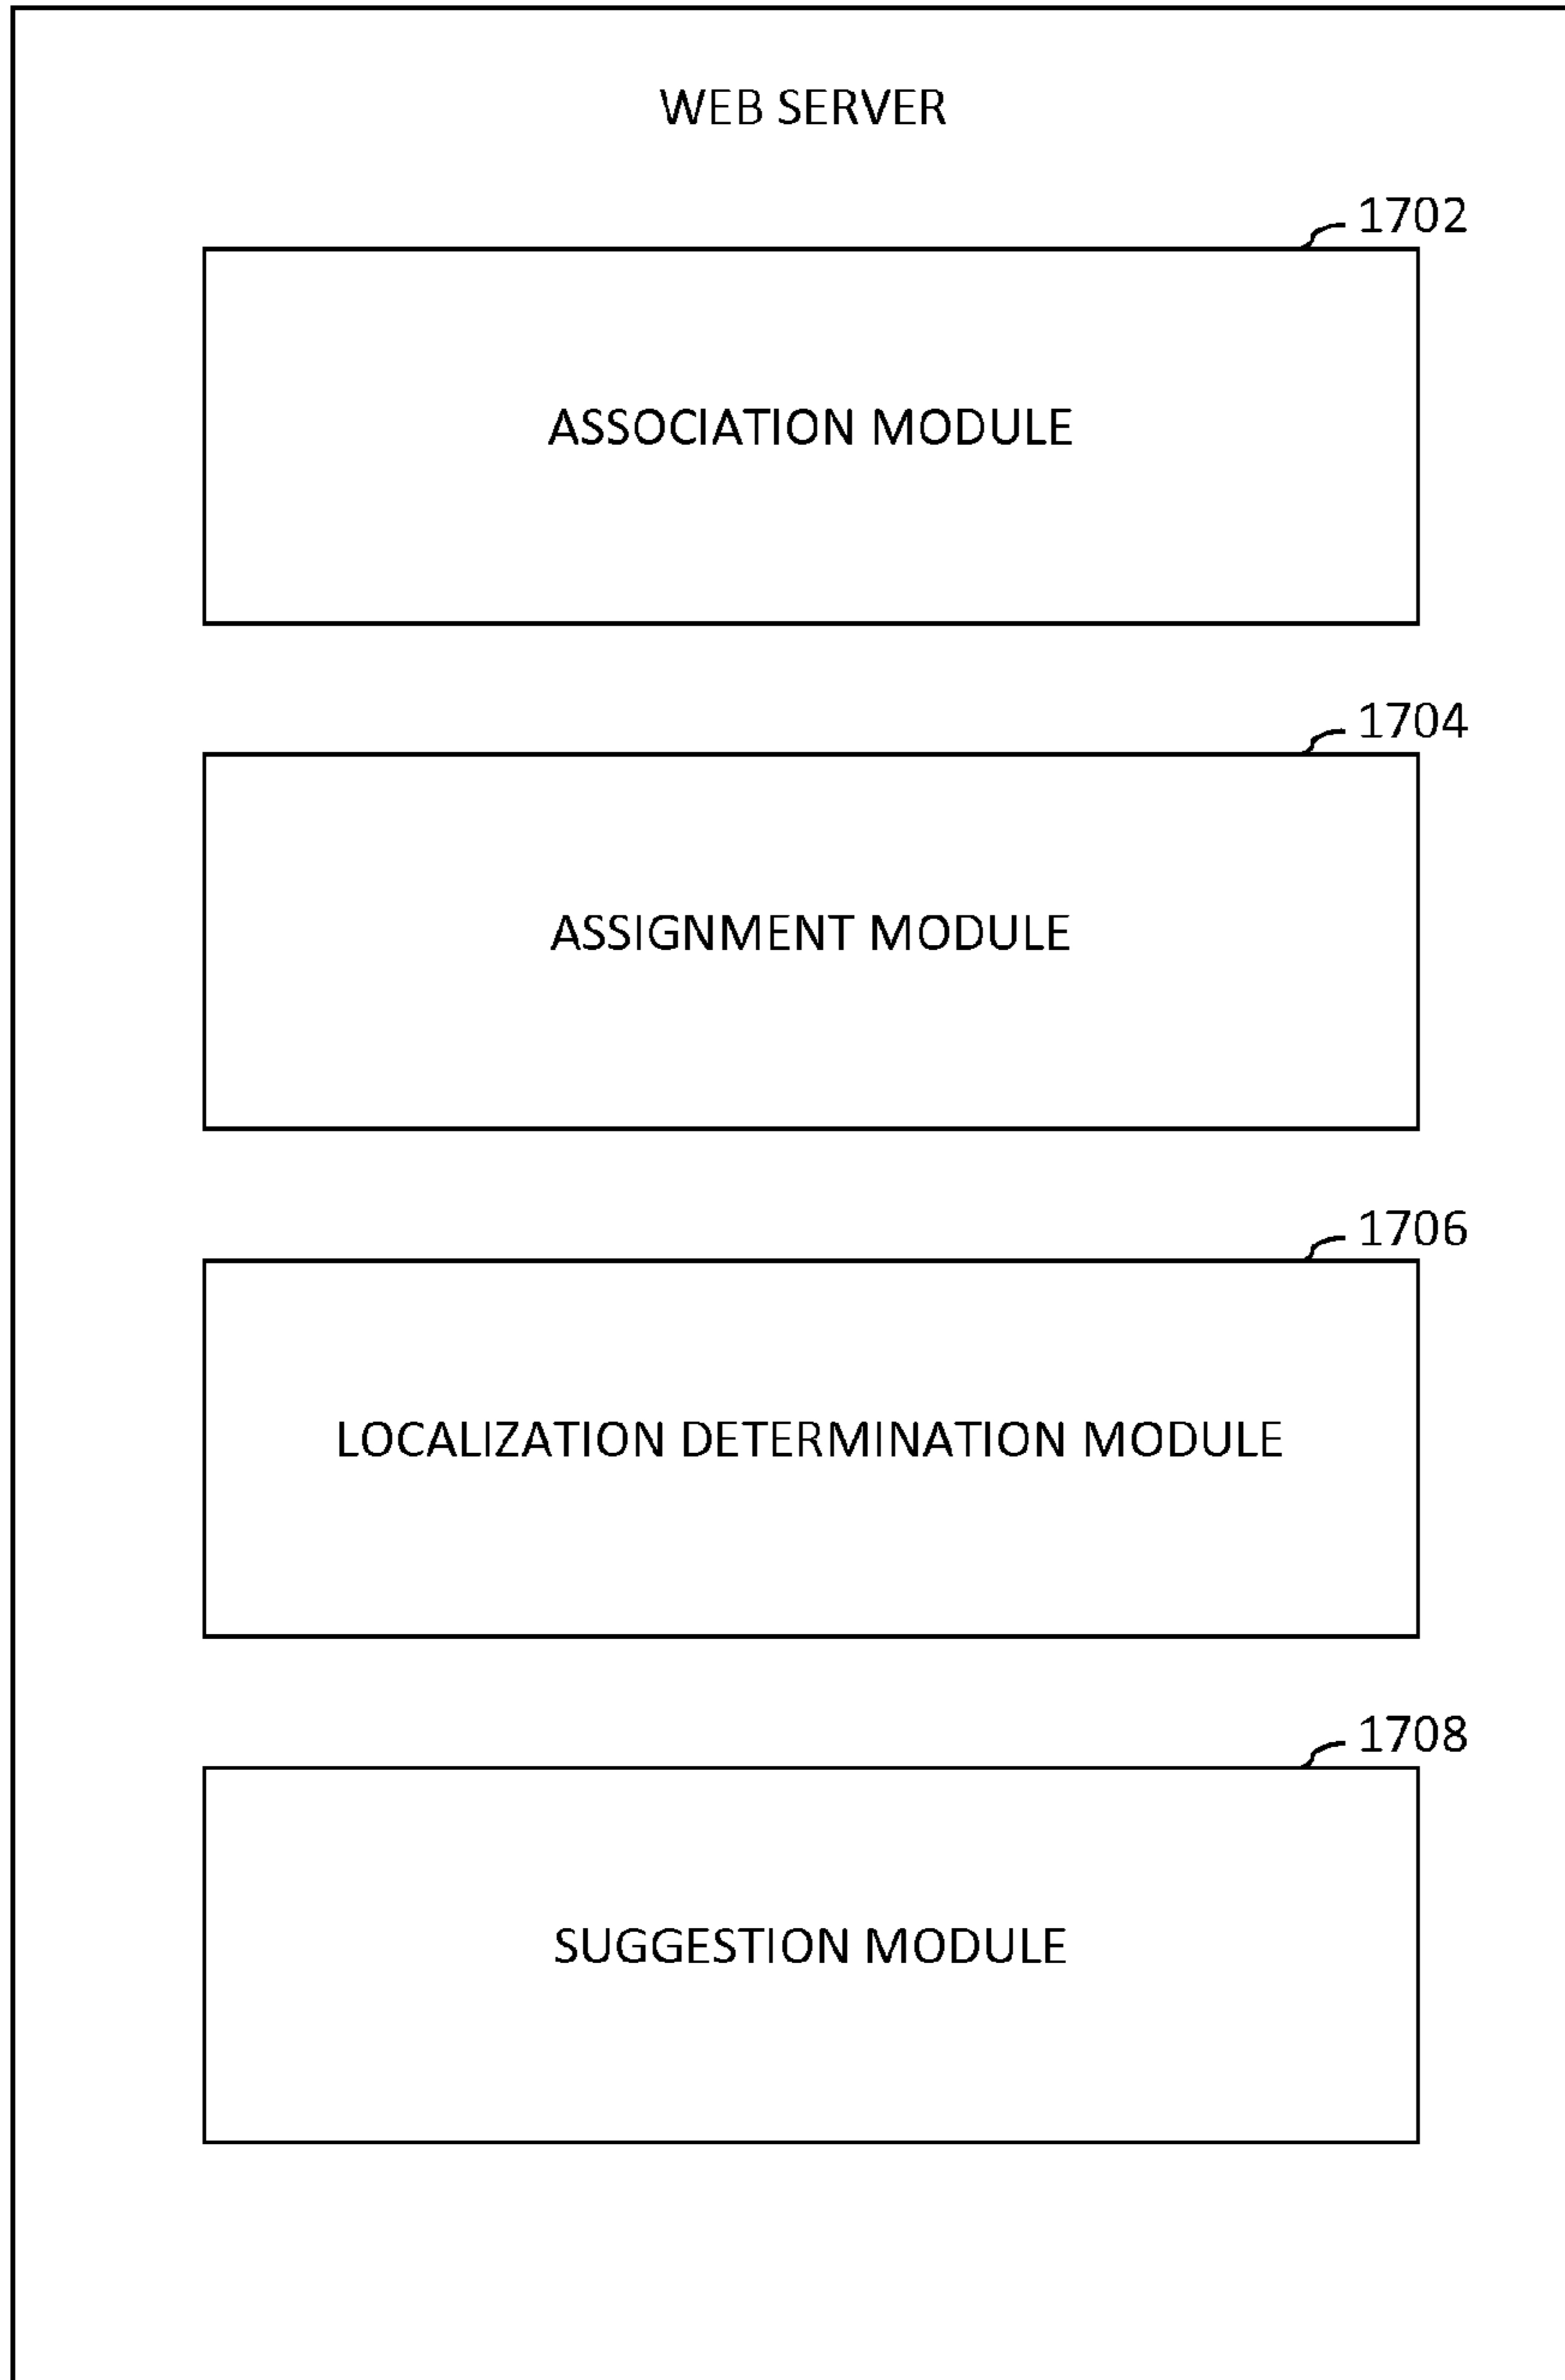 WEB SERVER
1702
ASSOCIATION MODULE
1704
ASSIGNMENT MODULE
1706
LOCALIZATION DETERMINATION MODULE
1708
SUGGESTION MODULE